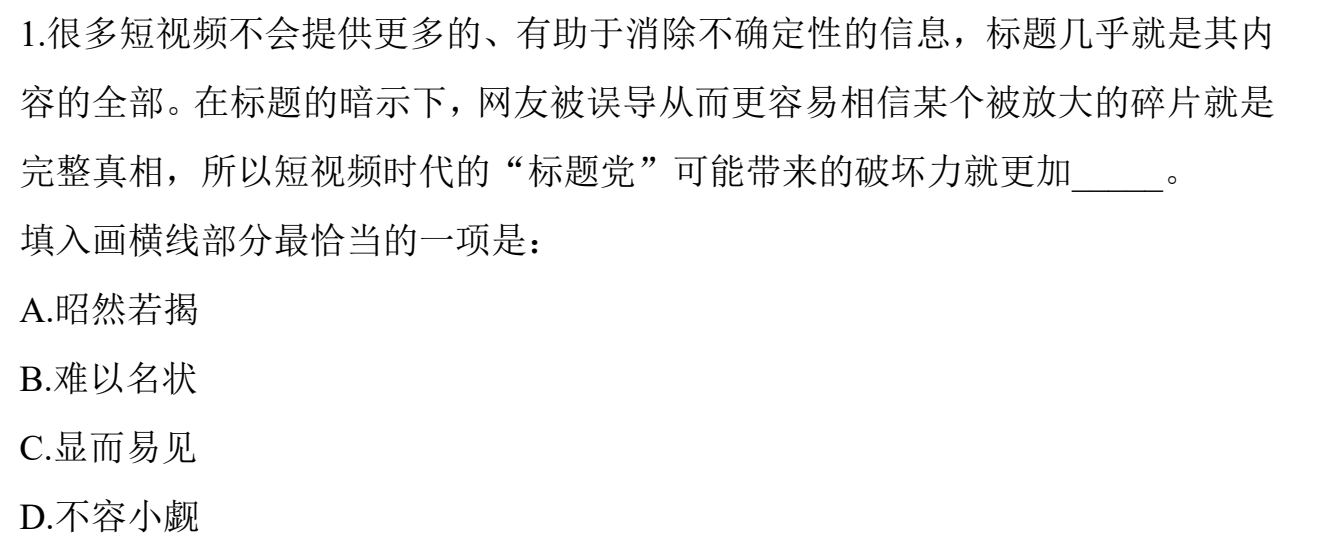 1.很多短视频不会提供更多的、有助于消除不确定性的信息，标题几乎就是其内
容的全部。在标题的暗示下，网友被误导从而更容易相信某个被放大的碎片就是
完整真相，所以短视频时代的“标题党”可能带来的破坏力就更加_____。
填入画横线部分最恰当的一项是：
A.昭然若揭
B.难以名状
C.显而易见
D.不容小觑